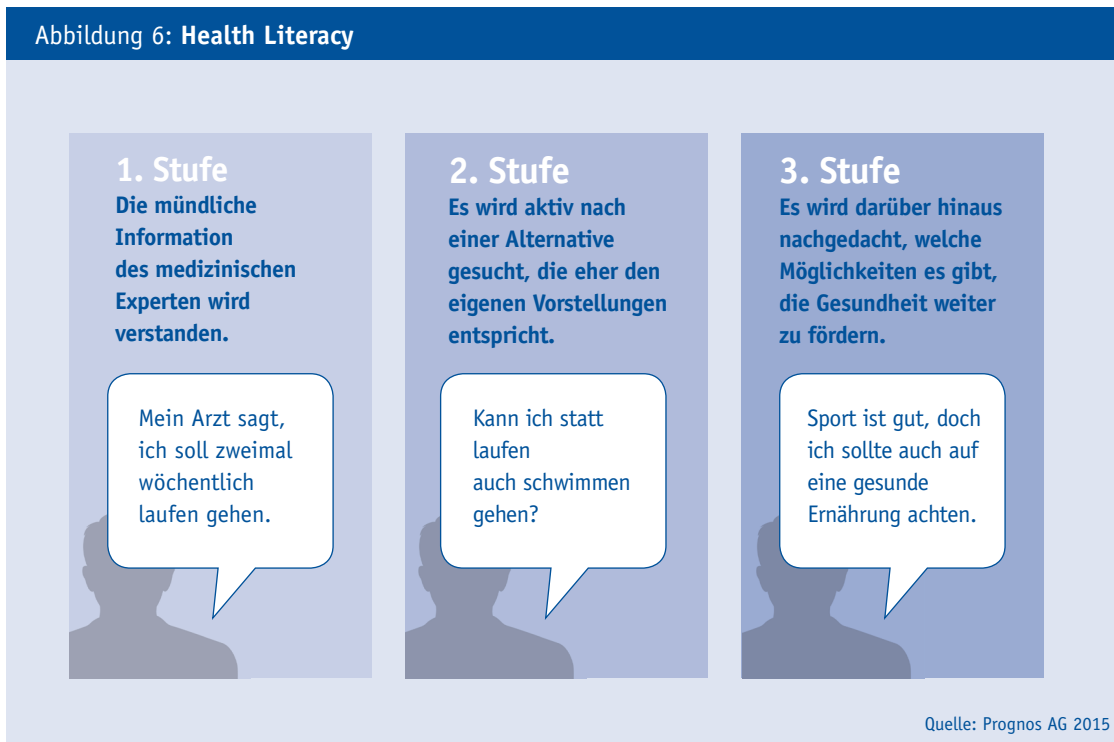 Abbildung 6: Health Literacy
1. Stufe
Die mündliche
Information
des medizinischen
Experten wird
verstanden.
Mein Arzt sagt,
ich soll zweimal
wöchentlich
laufen gehen.
2. Stufe
Es wird aktiv nach
einer Alternative
gesucht, die eher den
eigenen Vorstellungen
entspricht.
Kann ich statt
laufen
auch schwimmen
gehen?
3. Stufe
Es wird darüber hinaus
nachgedacht, welche
Möglichkeiten es gibt,
die Gesundheit weiter
zu fördern.
Sport ist gut, doch
ich sollte auch auf
eine gesunde
Ernährung achten.
Quelle: Prognos AG 2015